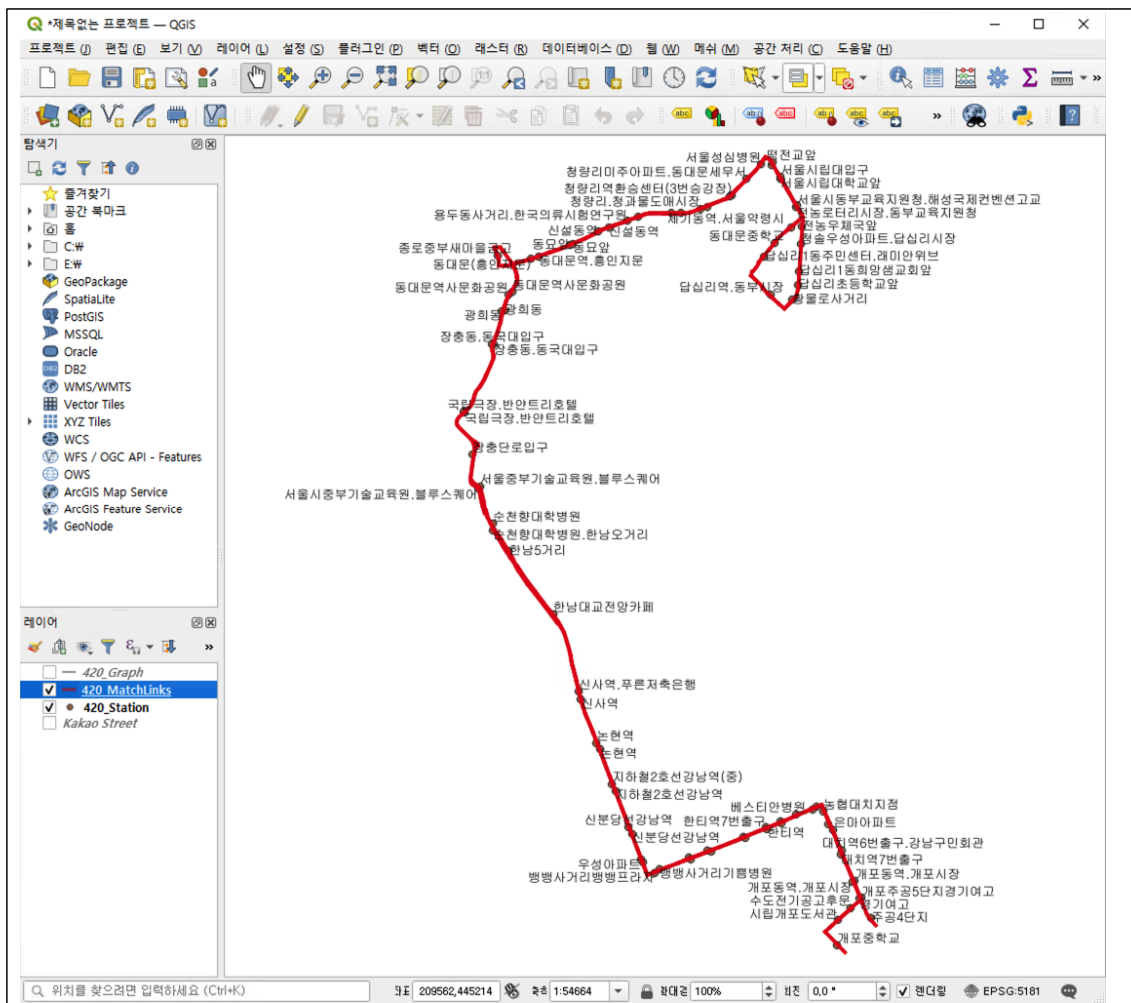 *제목없는 프로젝트 — QGIS
프로젝트 (J) 편집 (E) 보기 (V) 레이어 (L) 설정 (S) 플러그인 (P) 벡터 (O) 래스터 (R) 데이터베이스 (D) 웹 (W) 메쉬 (M) 공간 처리 (C) 도움말 (H)
탐색기
즐겨찾기
공간 북마크
홈
C:₩
E:₩
GeoPackage
SpatiaLite
PostGIS
MSSQL
Oracle
DB2
WMS/WMTS
Vector Tiles
XYZ Tiles
WCS
WFS / OGC API - Features
OWS
ArcGIS Map Service
ArcGIS Feature Service
GeoNode
레이어
420_Graph
420_MatchLinks
420_Station
Kakao Street
서울성심병원
떡전교앞
청량리미주아파트.동대문세무서
서울시립대입구
서울시립대학교앞
청량리역환승센터(3번승강장)
청량리.청과물도매시장
서울시동부교육지원청.해성국제컨벤션고교
용두동사거리.한국의류시험연구원
제기동역.서울약령시
전농로터리시장.동부교육지원청
전농우체국앞
신설동역
신설동역
동대문중학교
청솔우성아파트.답십리시장
종로중부새마을금고
동묘앞
동묘앞
답십리1동주민센터.래미안위브
동대문(흥인지문)
동대문역.흥인지문
답십리1동희망샘교회앞
동대문역사문화공원
동대문역사문화공원
답십리역.동부시장
답십리초등학교앞
황물로사거리
광희동
광희동
장충동.동국대입구
장충동.동국대입구
국립극장.반얀트리호텔
국립극장.반얀트리호텔
장충단로입구
서울중부기술교육원.블루스퀘어
서울시중부기술교육원.블루스퀘어
순천향대학병원
순천향대학병원.한남오거리
한남5거리
한남대교전망카페
신사역.푸른저축은행
신사역
논현역
논현역
지하철2호선강남역(중)
지하철2호선강남역
신분당선강남역
신분당선강남역
우성아파트
뱅뱅사거리뱅뱅프라자
뱅뱅사거리기쁨병원
베스티안병원
농협대치지점
한티역7번출구
한티역
은마아파트
대치역6번출구.강남구민회관
대치역7번출구
개포동역.개포시장
개포동역.개포시장
개포주공5단지경기여고
수도전기공고후문
경기여고
시립개포도서관
주공4단지
개포중학교
위치를 찾으려면 입력하세요 (Ctrl+K) 좌표 209562,445214 축척 1:54664 확대경 100% 회전 0.0 ° 렌더링 EPSG:5181